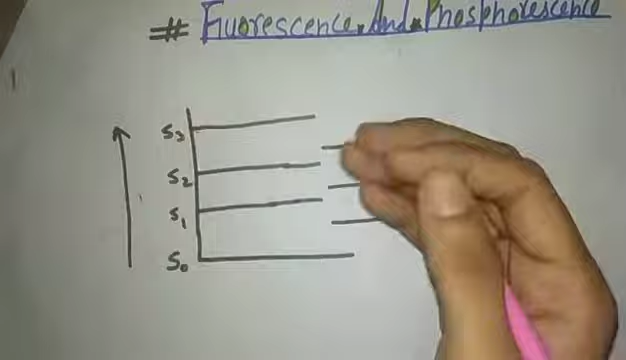 # Fluorescence And Phosphorescence
S₃
S₂
S₁
S₀